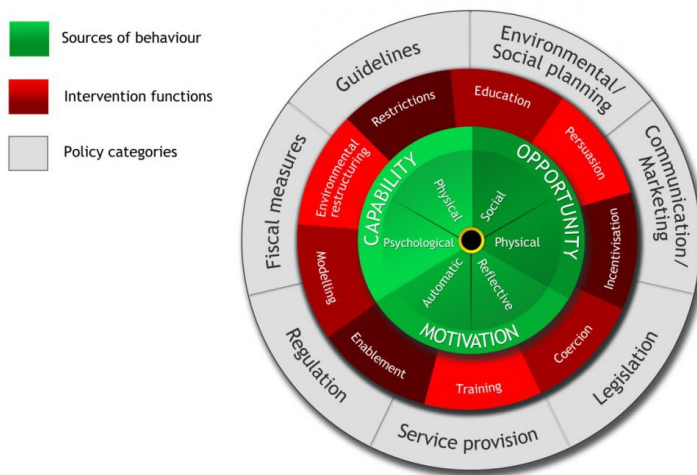 Sources of behaviour
Intervention functions
Policy categories
Guidelines
Environmental/
Social planning
Communication/
Marketing
Legislation
Service provision
Regulation
Fiscal measures
Restrictions
Education
Persuasion
Incentivisation
Coercion
Training
Enablement
Modelling
Environmental
restructuring
CAPABILITY
OPPORTUNITY
MOTIVATION
Physical
Social
Physical
Reflective
Automatic
Psychological